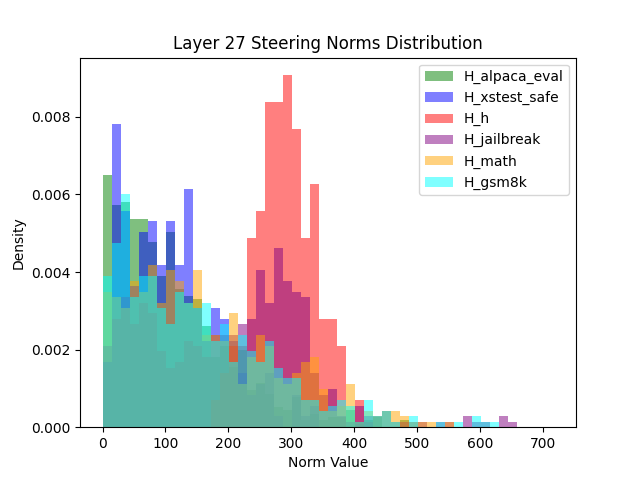 Layer 27 Steering Norms Distribution
H_alpaca_eval
H_xstest_safe
H_h
H_jailbreak
H_math
H_gsm8k
0.008
0.006
0.004
0.002
0.000
Density
0 100 200 300 400 500 600 700
Norm Value